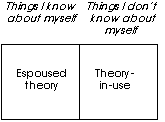 Things I know
about myself
Things I don't
know about
myself
Espoused
theory
Theory-
in-use